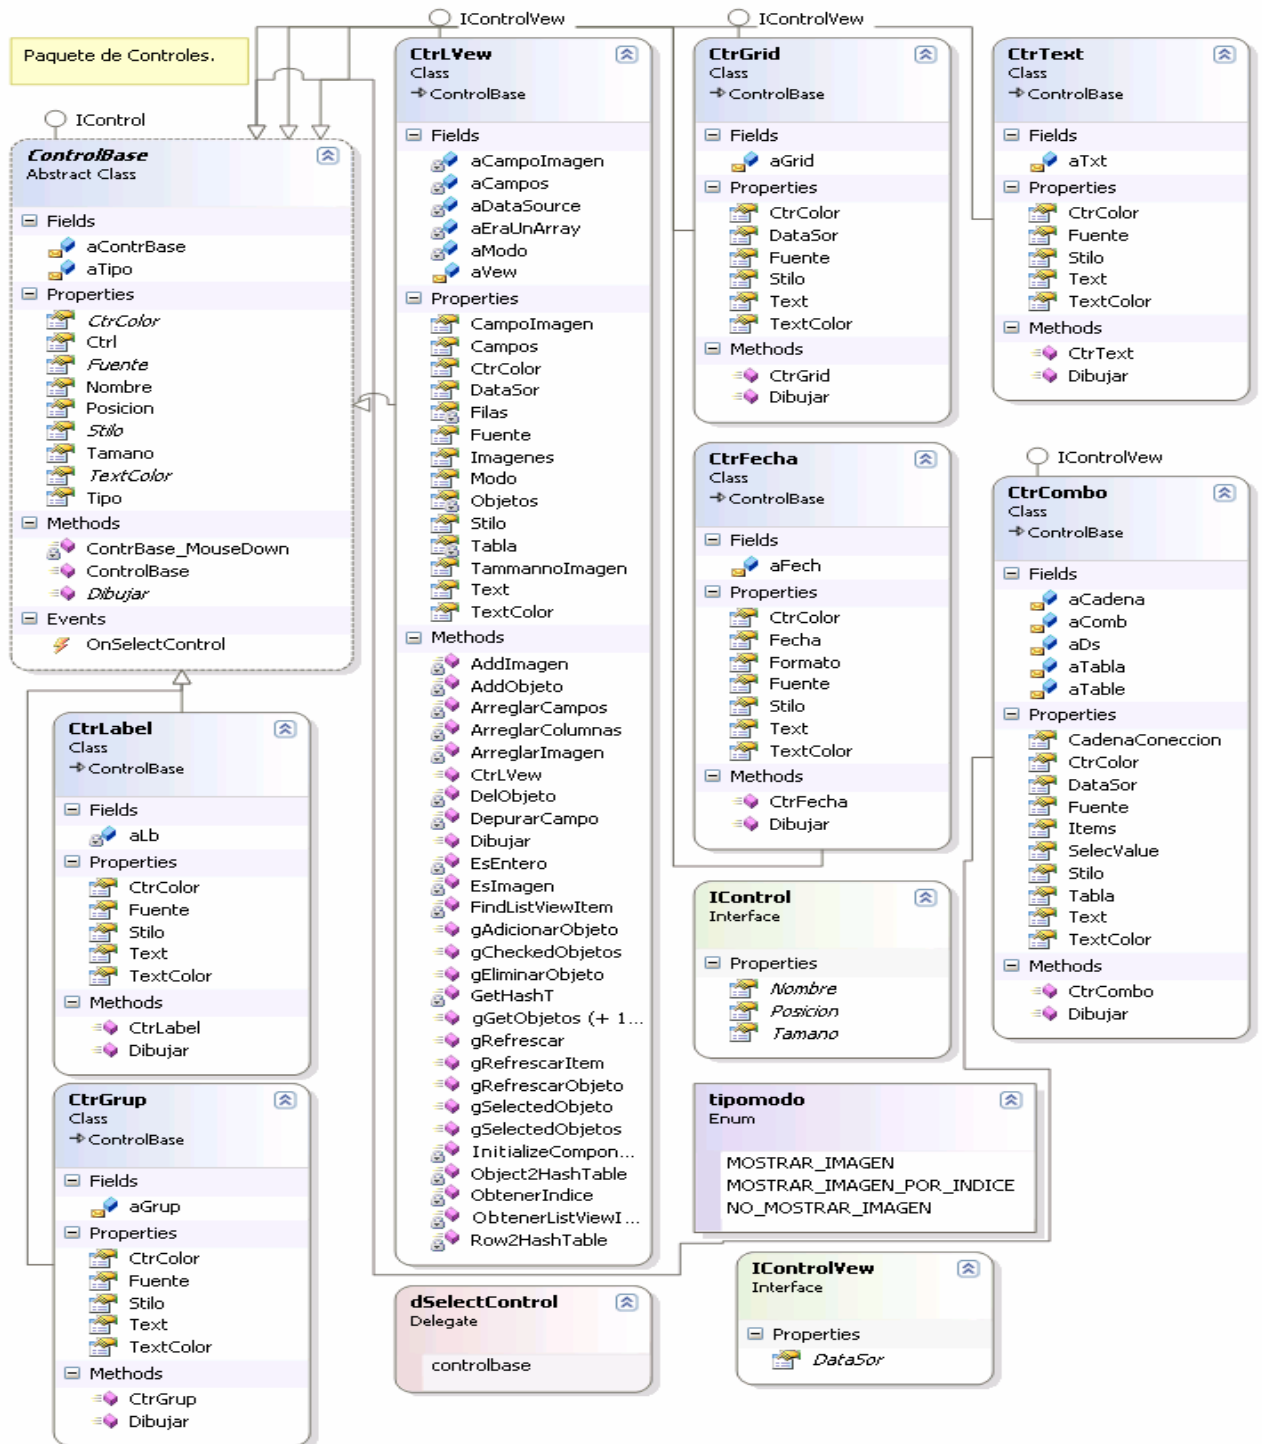 Paquete de Controles.
IControl
ControlBase
Abstract Class
Fields
aContrBase
aTipo
Properties
CtrColor
Ctrl
Fuente
Nombre
Posicion
Stilo
Tamano
TextColor
Tipo
Methods
ContrBase_MouseDown
ControlBase
Dibujar
Events
OnSelectControl
CtrLabel
Class
ControlBase
Fields
aLb
Properties
CtrColor
Fuente
Stilo
Text
TextColor
Methods
CtrLabel
Dibujar
CtrGrup
Class
ControlBase
Fields
aGrup
Properties
CtrColor
Fuente
Stilo
Text
TextColor
Methods
CtrGrup
Dibujar
IControlVew
CtrLVew
Class
ControlBase
Fields
aCampoImagen
aCampos
aDataSource
aEraUnArray
aModo
aVew
Properties
CampoImagen
Campos
CtrColor
DataSor
Filas
Fuente
Imagenes
Modo
Objetos
Stilo
Tabla
TammannoImagen
Text
TextColor
Methods
AddImagen
AddObjeto
ArreglarCampos
ArreglarColumnas
ArreglarImagen
CtrLVew
DelObjeto
DepurarCampo
Dibujar
EsEntero
EsImagen
FindListViewItem
gAdicionarObjeto
gCheckedObjetos
gEliminarObjeto
GetHashT
gGetObjetos (+ 1...
gRefrescar
gRefrescarItem
gRefrescarObjeto
gSelectedObjeto
gSelectedObjetos
InitializeCompon...
Object2HashTable
ObtenerIndice
ObtenerListViewI...
Row2HashTable
dSelectControl
Delegate
controlbase
IControlVew
CtrGrid
Class
ControlBase
Fields
aGrid
Properties
CtrColor
DataSor
Fuente
Stilo
Text
TextColor
Methods
CtrGrid
Dibujar
CtrFecha
Class
ControlBase
Fields
aFech
Properties
CtrColor
Fecha
Formato
Fuente
Stilo
Text
TextColor
Methods
CtrFecha
Dibujar
IControl
Interface
Properties
Nombre
Posicion
Tamano
tipomodo
Enum
MOSTRAR_IMAGEN
MOSTRAR_IMAGEN_POR_INDICE
NO_MOSTRAR_IMAGEN
IControlVew
Interface
Properties
DataSor
CtrText
Class
ControlBase
Fields
aTxt
Properties
CtrColor
Fuente
Stilo
Text
TextColor
Methods
CtrText
Dibujar
IControlVew
CtrCombo
Class
ControlBase
Fields
aCadena
aComb
aDs
aTabla
aTable
Properties
CadenaConeccion
CtrColor
DataSor
Fuente
Items
SelecValue
Stilo
Tabla
Text
TextColor
Methods
CtrCombo
Dibujar